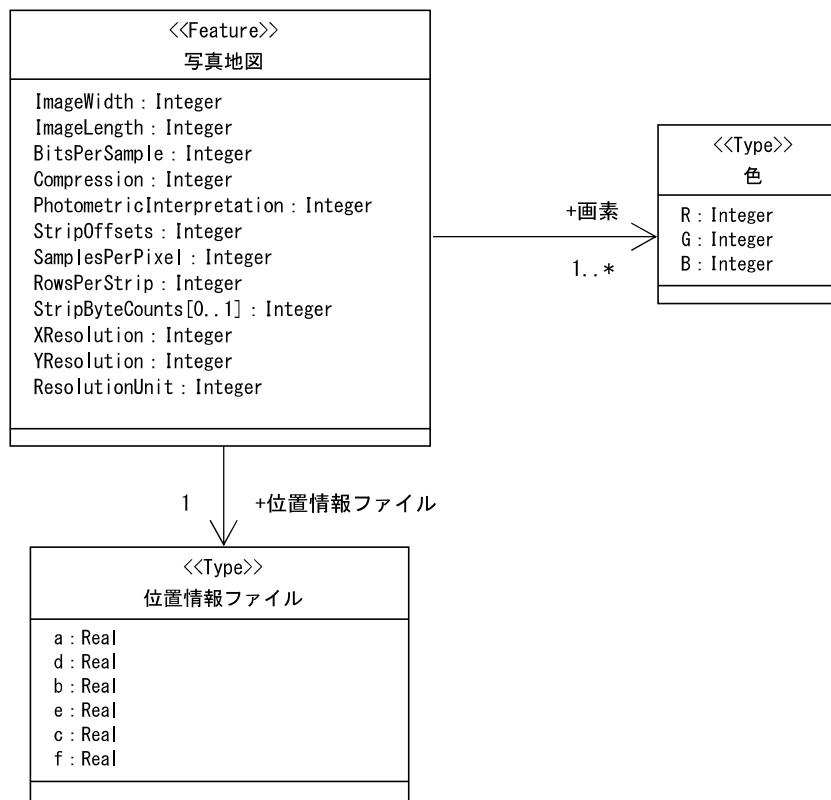 <<Feature>>
写真地図
ImageWidth : Integer
ImageLength : Integer
BitsPerSample : Integer
Compression : Integer
PhotometricInterpretation : Integer
StripOffsets : Integer
SamplesPerPixel : Integer
RowsPerStrip : Integer
StripByteCounts[0..1] : Integer
XResolution : Integer
YResolution : Integer
ResolutionUnit : Integer
+画素
1..*
<<Type>>
色
R : Integer
G : Integer
B : Integer
1 +位置情報ファイル
<<Type>>
位置情報ファイル
a : Real
d : Real
b : Real
e : Real
c : Real
f : Real